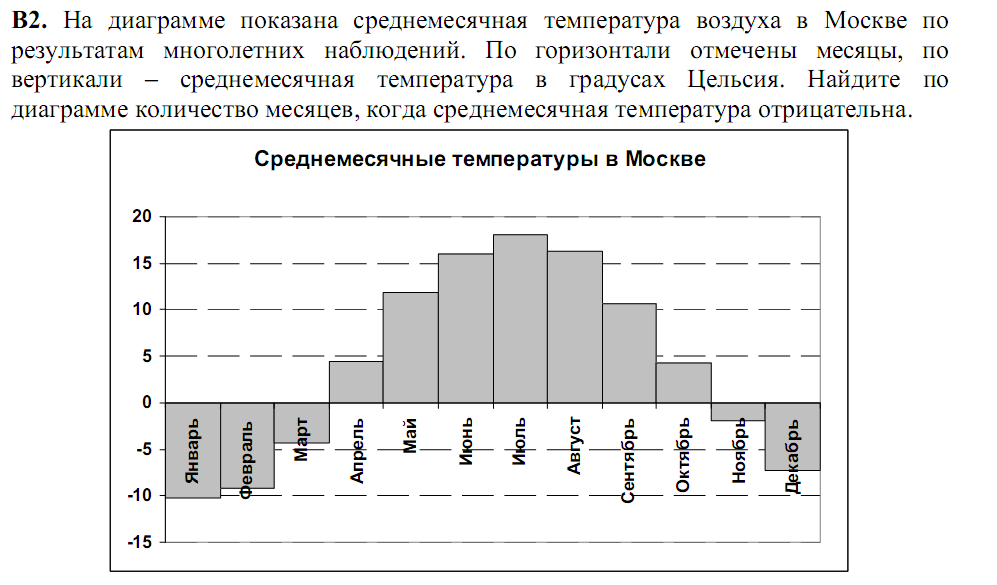 В2. На диаграмме показана среднемесячная температура воздуха в Москве по
результатам многолетних наблюдений. По горизонтали отмечены месяцы, по
вертикали – среднемесячная температура в градусах Цельсия. Найдите по
диаграмме количество месяцев, когда среднемесячная температура отрицательна.
Среднемесячные температуры в Москве
20
15
10
5
0
-5
-10
-15
Январь
Февраль
Март
Апрель
Май
Июнь
Июль
Август
Сентябрь
Октябрь
Ноябрь
Декабрь